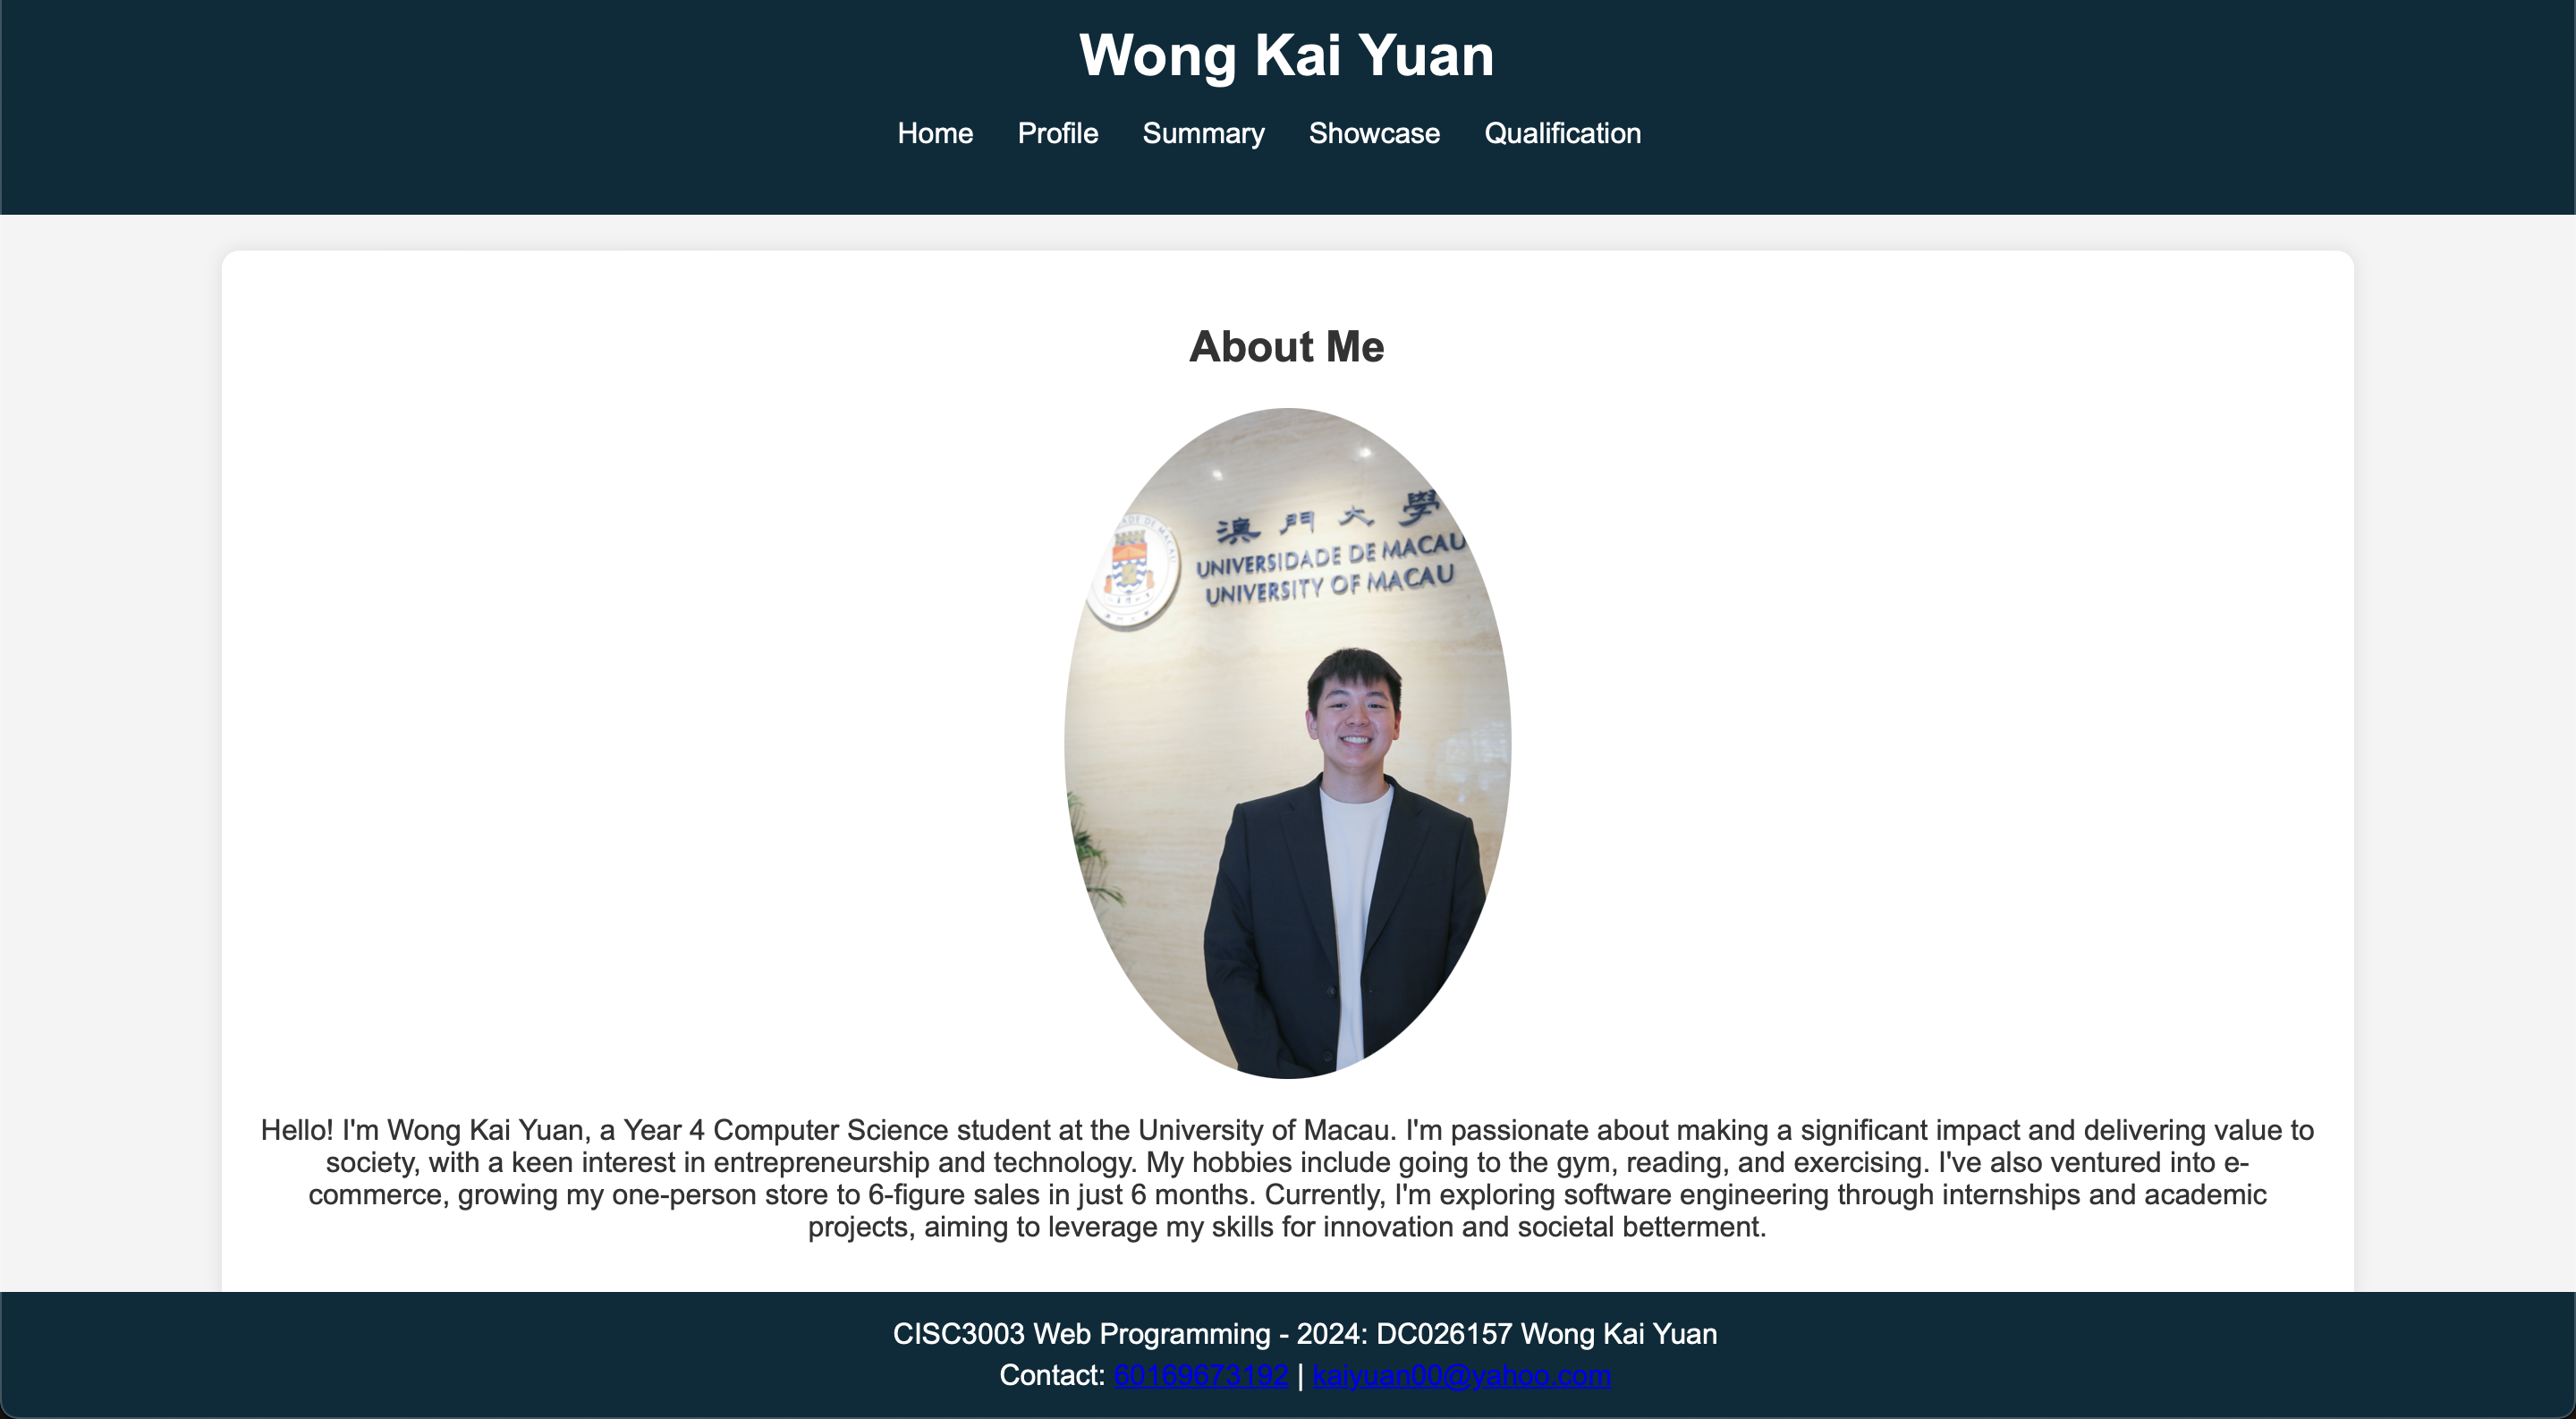 Wong Kai Yuan
Home Profile Summary Showcase Qualification
About Me
澳門大學
UNIVERSIDADE DE MACAU
UNIVERSITY OF MACAU
Hello! I'm Wong Kai Yuan, a Year 4 Computer Science student at the University of Macau. I'm passionate about making a significant impact and delivering value to
society, with a keen interest in entrepreneurship and technology. My hobbies include going to the gym, reading, and exercising. I've also ventured into e-
commerce, growing my one-person store to 6-figure sales in just 6 months. Currently, I'm exploring software engineering through internships and academic
projects, aiming to leverage my skills for innovation and societal betterment.
CISC3003 Web Programming - 2024: DC026157 Wong Kai Yuan
Contact: 60169673192 | kaiyuan00@yahoo.com